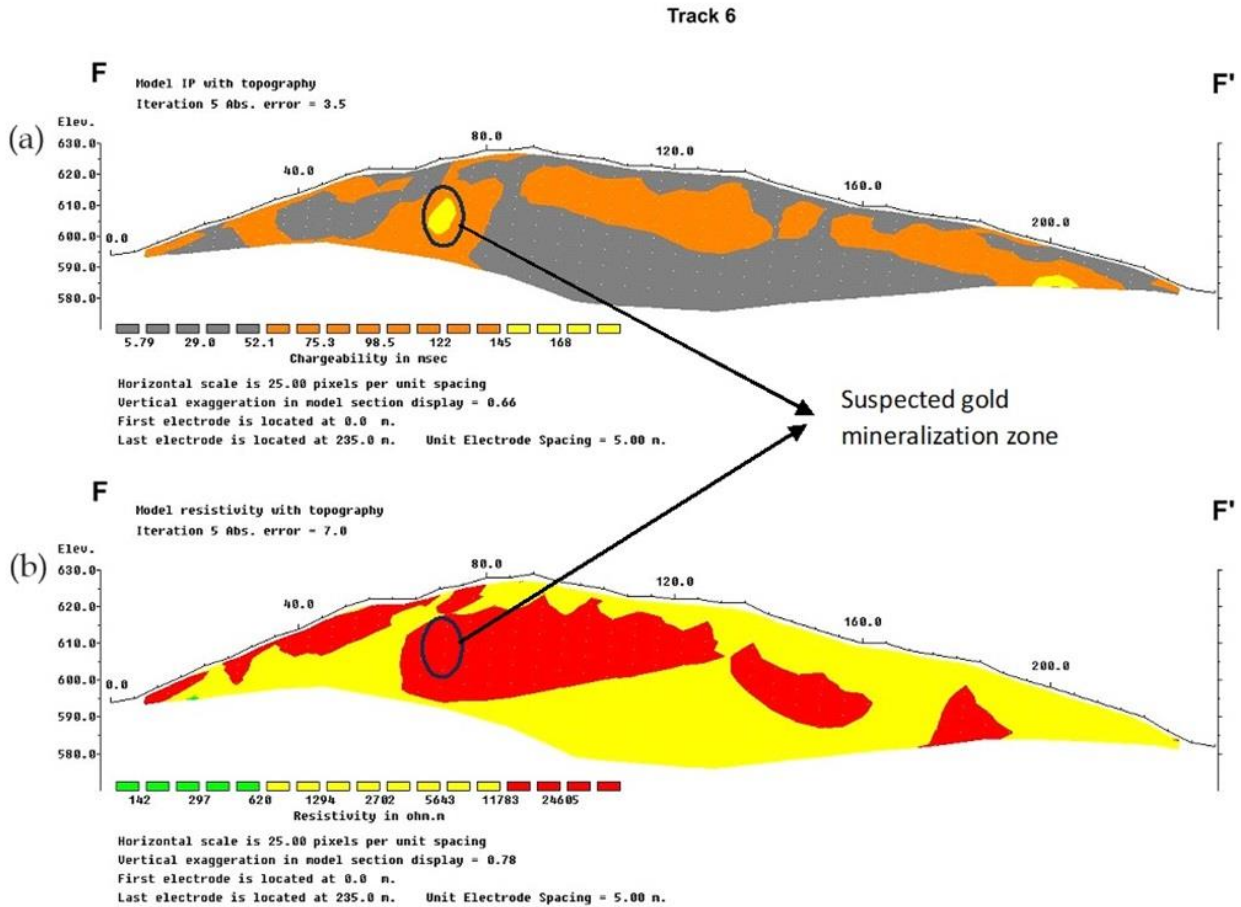 Track 6
F
F'
Model IP with topography
Iteration 5 Abs. error = 3.5
(a)
Elev.
630.0
620.0
610.0
600.0
590.0
580.0
0.0
40.0
80.0
120.0
160.0
200.0
5.79 29.0 52.1 75.3 98.5 122 145 168
Chargeability in msec
Horizontal scale is 25.00 pixels per unit spacing
Vertical exaggeration in model section display = 0.66
First electrode is located at 0.0 m.
Last electrode is located at 235.0 m. Unit Electrode Spacing = 5.00 m.
Suspected gold
mineralization zone
F
F'
Model resistivity with topography
Iteration 5 Abs. error = 7.0
(b)
Elev.
630.0
620.0
610.0
600.0
590.0
580.0
0.0
40.0
80.0
120.0
160.0
200.0
142 297 620 1294 2702 5643 11783 24605
Resistivity in ohm.m
Horizontal scale is 25.00 pixels per unit spacing
Vertical exaggeration in model section display = 0.78
First electrode is located at 0.0 m.
Last electrode is located at 235.0 m. Unit Electrode Spacing = 5.00 m.